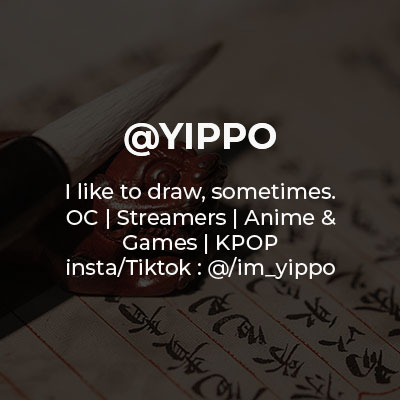 @YIPPO
I like to draw, sometimes.
OC | Streamers | Anime &
Games | KPOP
insta/Tiktok : @/im_yippo